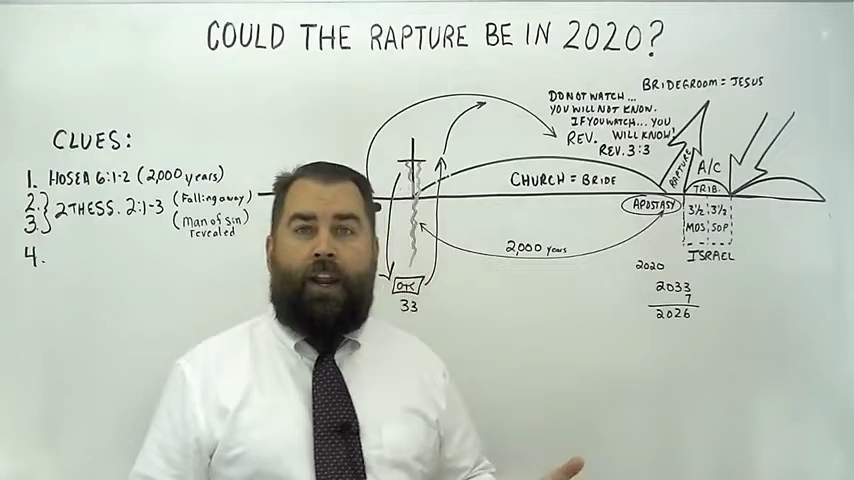 COULD THE RAPTURE BE IN 2020?
CLUES:
1. HOSEA 6:1-2 (2,000 years)
2.
3.
} 2 THESS. 2:1-3
(Falling away)
(Man of Sin
revealed
4.
DO NOT WATCH...
YOU WILL NOT KNOW.
IF YOU WATCH... YOU
WILL KNOW!
REV.
REV. 3:3
BRIDEGROOM = JESUS
CHURCH = BRIDE
RAPTURE
A/C
TRIB.
APOSTASY
3½ 3½
MOS SOP
ISRAEL
2,000 years
33
2020
2033
7
2026